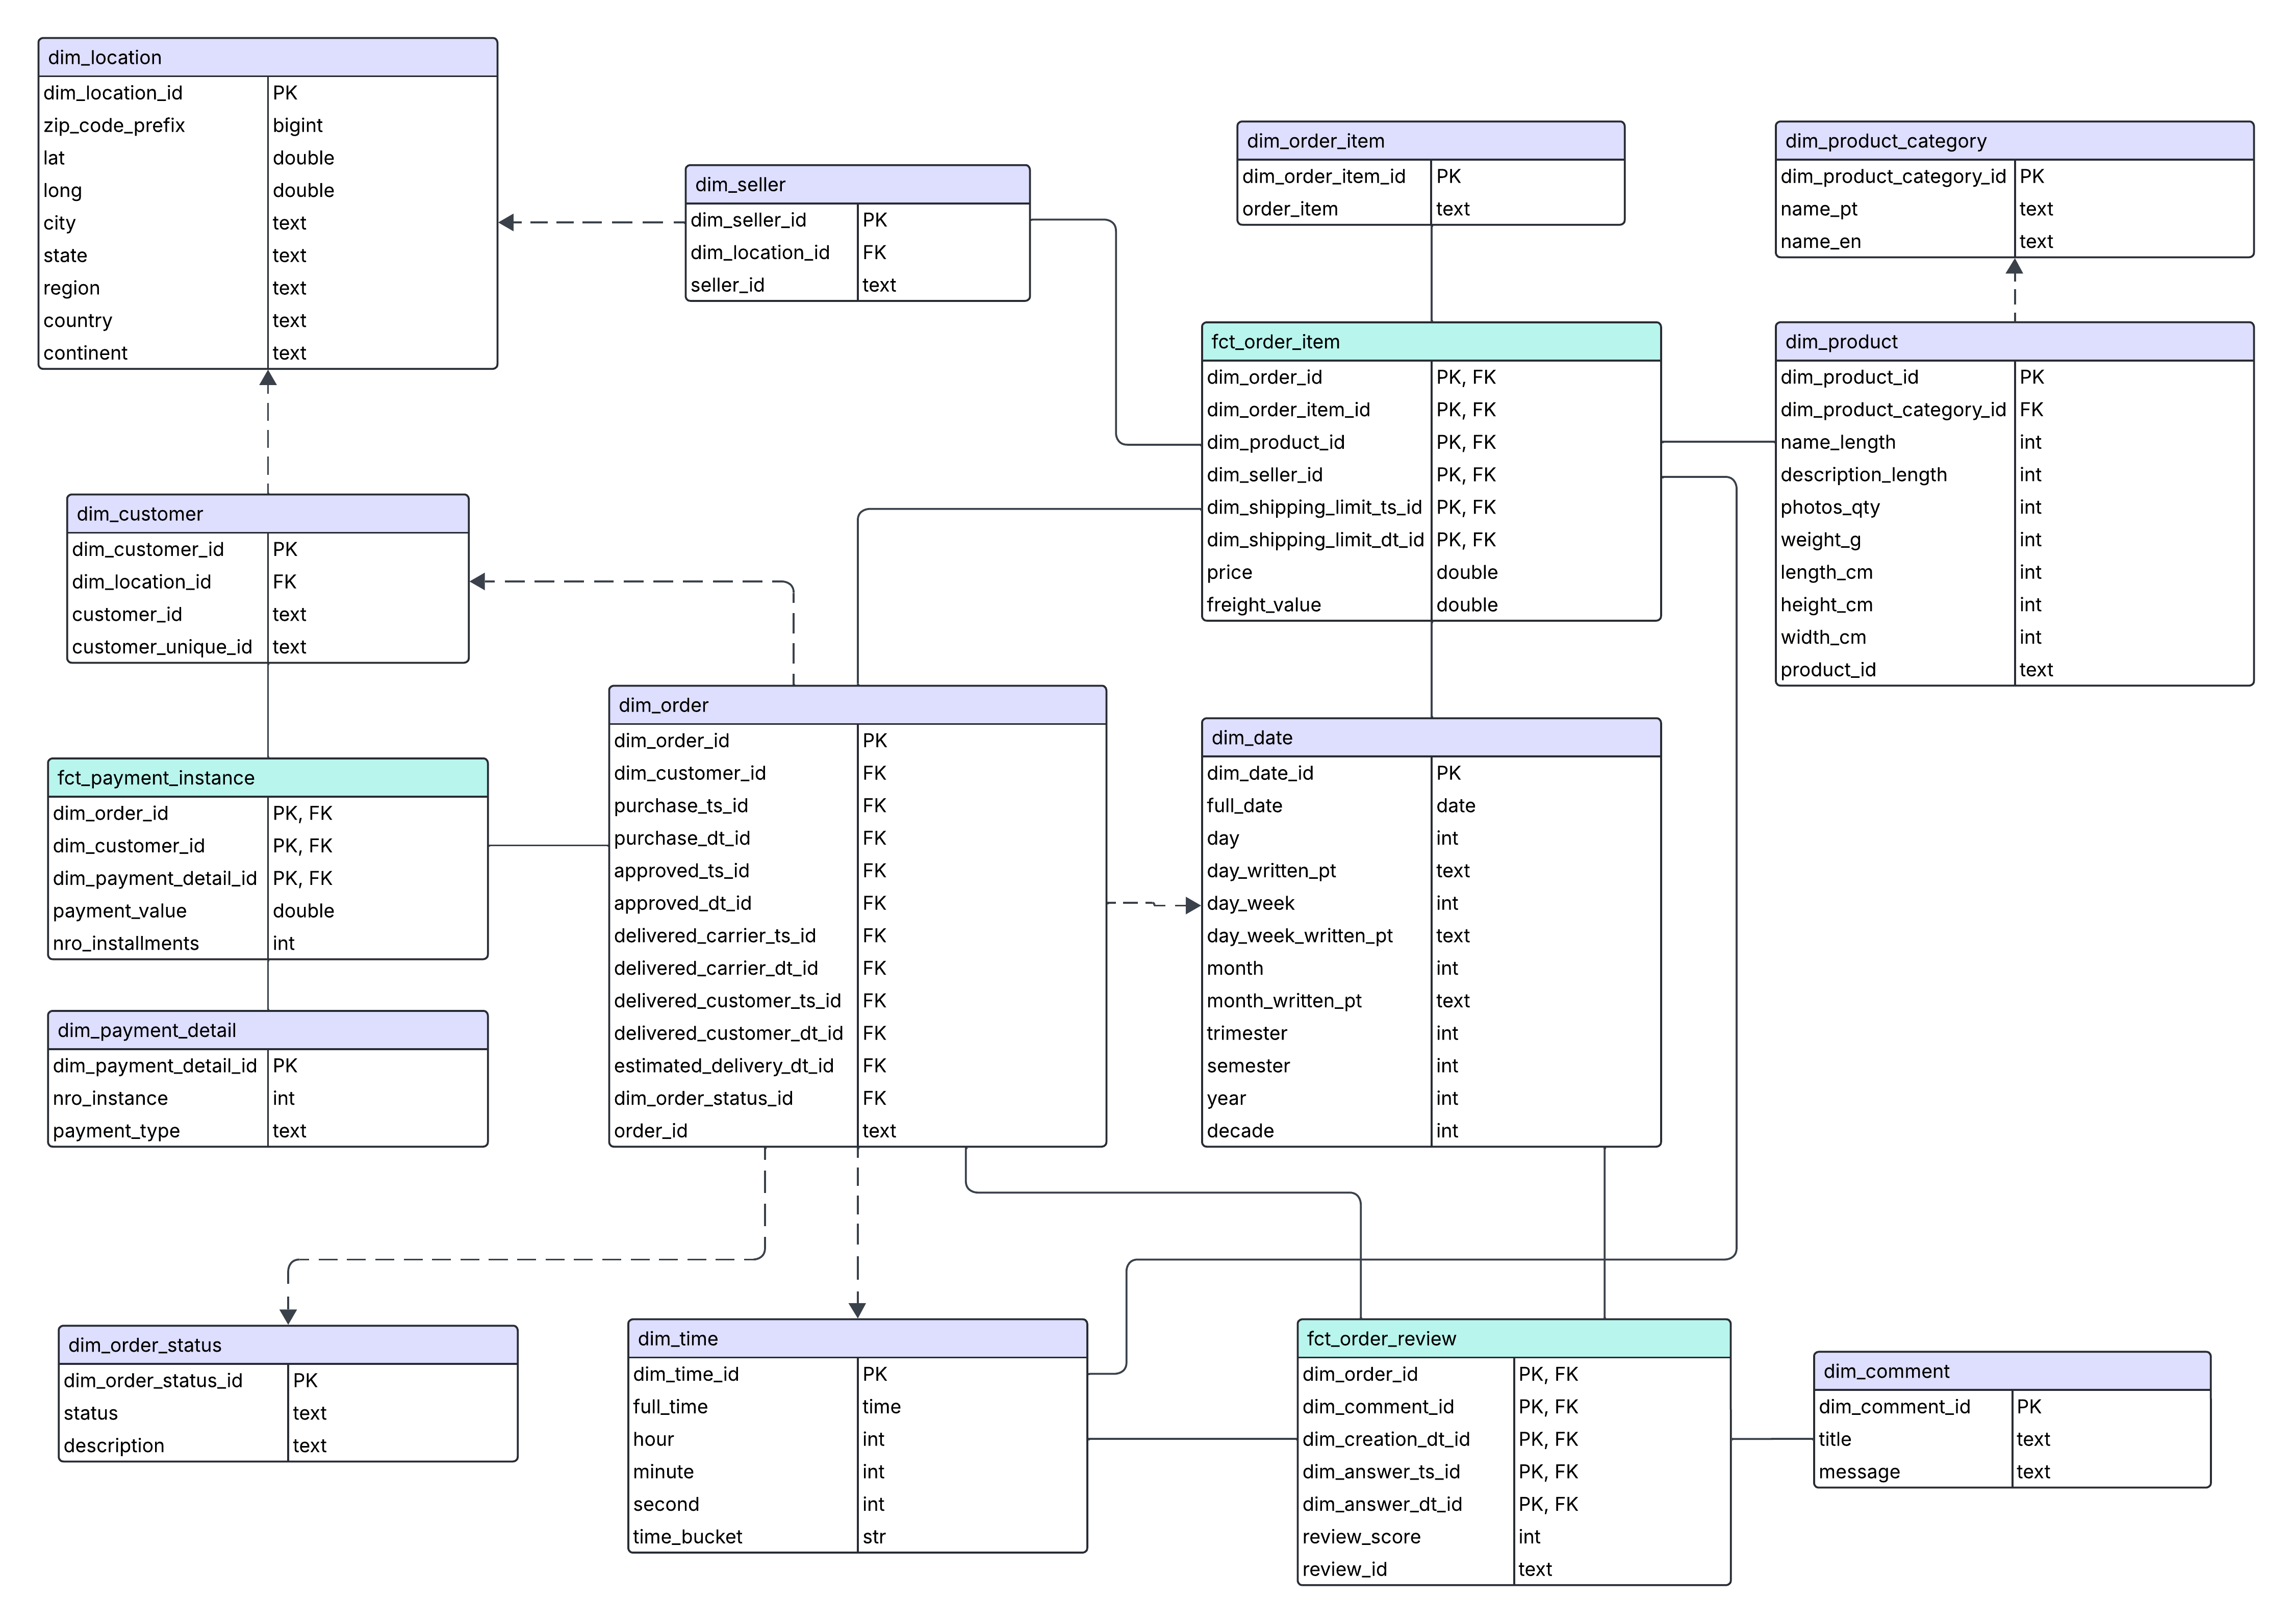 dim_location
dim_location_id PK
zip_code_prefix bigint
lat double
long double
city text
state text
region text
country text
continent text
dim_seller
dim_seller_id PK
dim_location_id FK
seller_id text
dim_order_item
dim_order_item_id PK
order_item text
dim_product_category
dim_product_category_id PK
name_pt text
name_en text
fct_order_item
dim_order_id PK, FK
dim_order_item_id PK, FK
dim_product_id PK, FK
dim_seller_id PK, FK
dim_shipping_limit_ts_id PK, FK
dim_shipping_limit_dt_id PK, FK
price double
freight_value double
dim_product
dim_product_id PK
dim_product_category_id FK
name_length int
description_length int
photos_qty int
weight_g int
length_cm int
height_cm int
width_cm int
product_id text
dim_customer
dim_customer_id PK
dim_location_id FK
customer_id text
customer_unique_id text
fct_payment_instance
dim_order_id PK, FK
dim_customer_id PK, FK
dim_payment_detail_id PK, FK
payment_value double
nro_installments int
dim_payment_detail
dim_payment_detail_id PK
nro_instance int
payment_type text
dim_order
dim_order_id PK
dim_customer_id FK
purchase_ts_id FK
purchase_dt_id FK
approved_ts_id FK
approved_dt_id FK
delivered_carrier_ts_id FK
delivered_carrier_dt_id FK
delivered_customer_ts_id FK
delivered_customer_dt_id FK
estimated_delivery_dt_id FK
dim_order_status_id FK
order_id text
dim_date
dim_date_id PK
full_date date
day int
day_written_pt text
day_week int
day_week_written_pt text
month int
month_written_pt text
trimester int
semester int
year int
decade int
dim_order_status
dim_order_status_id PK
status text
description text
dim_time
dim_time_id PK
full_time time
hour int
minute int
second int
time_bucket str
fct_order_review
dim_order_id PK, FK
dim_comment_id PK, FK
dim_creation_dt_id PK, FK
dim_answer_ts_id PK, FK
dim_answer_dt_id PK, FK
review_score int
review_id text
dim_comment
dim_comment_id PK
title text
message text